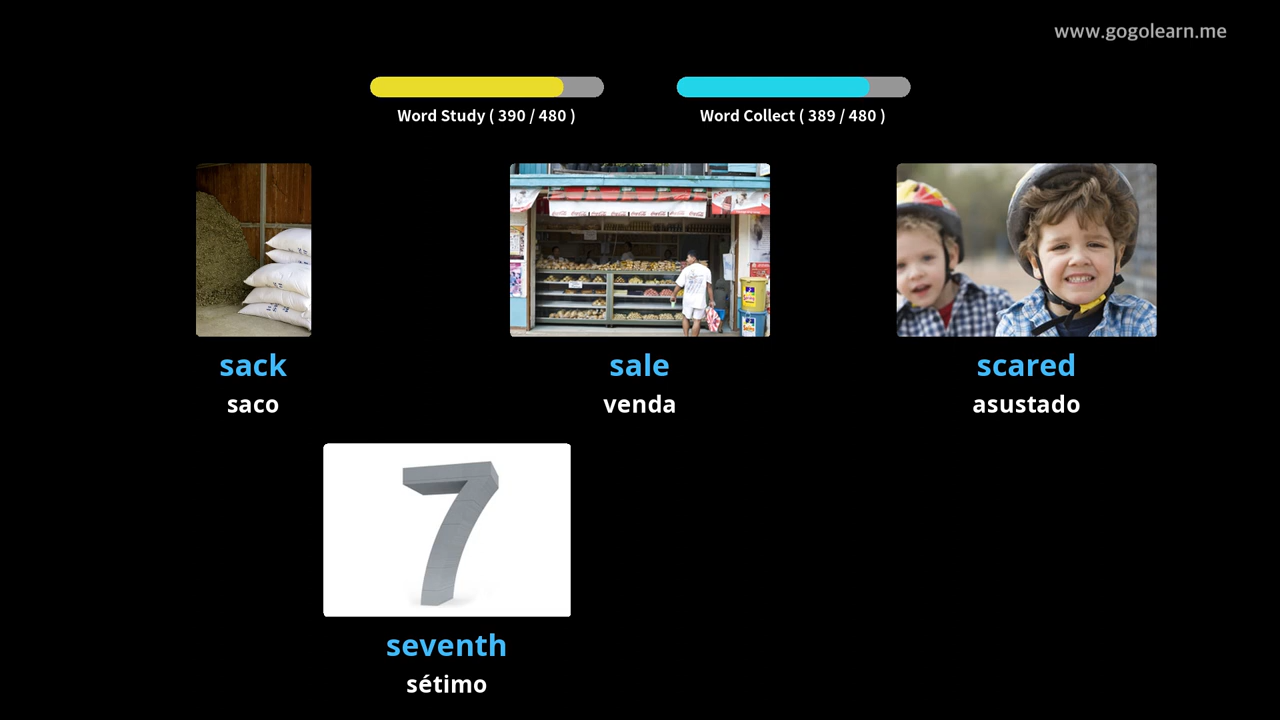 www.gogolearn.me
Word Study ( 390 / 480 )
Word Collect ( 389 / 480 )
sack
saco
sale
venda
scared
asustado
7
seventh
sétimo